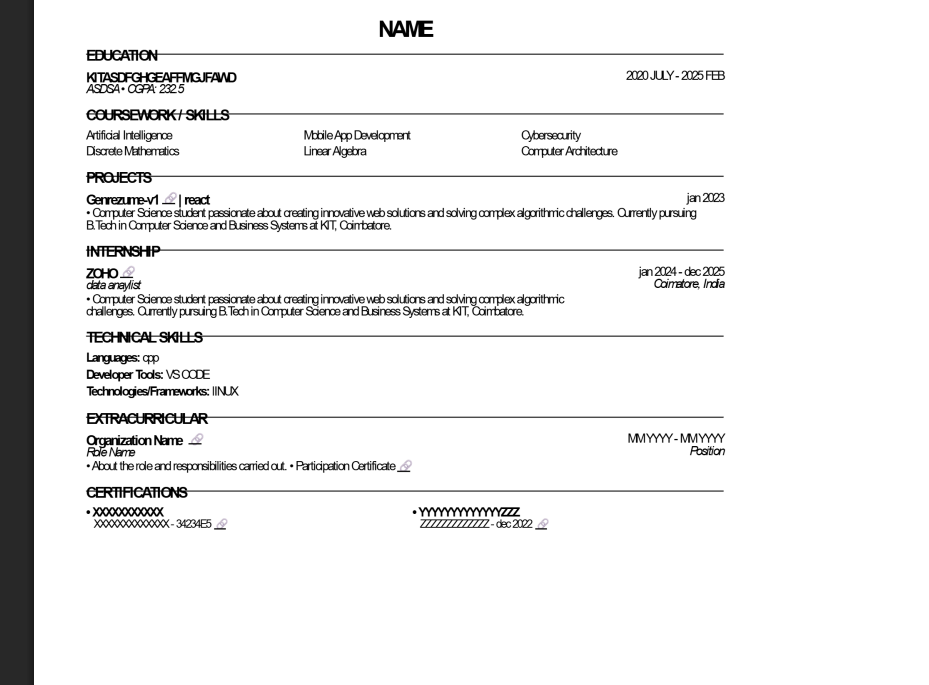 NAME
EDUCATION
KITASDFGHGEAFFMGJFAWD 2020 JULY - 2025 FEB
ASDSA • CGPA: 232.5
COURSEWORK / SKILLS
Artificial Intelligence Mobile App Development Cybersecurity
Discrete Mathematics Linear Algebra Computer Architecture
PROJECTS
Genrezume-v1 🔗 | react jan 2023
• Computer Science student passionate about creating innovative web solutions and solving complex algorithmic challenges. Currently pursuing
B.Tech in Computer Science and Business Systems at KIT, Coimbatore.
INTERNSHIP
ZOHO 🔗 jan 2024 - dec 2025
data anaylist Coimatore, India
• Computer Science student passionate about creating innovative web solutions and solving complex algorithmic
challenges. Currently pursuing B.Tech in Computer Science and Business Systems at KIT, Coimbatore.
TECHNICAL SKILLS
Languages: cpp
Developer Tools: VS CODE
Technologies/Frameworks: lINUX
EXTRACURRICULAR
Organization Name 🔗 MM YYYY - MM YYYY
Role Name Position
• About the role and responsibilities carried out. • Participation Certificate 🔗
CERTIFICATIONS
• XXXXXXXXXXX • YYYYYYYYYYYYYZZZ
XXXXXXXXXXXXX - 34234E5 🔗 ZZZZZZZZZZZZZ - dec 2022 🔗